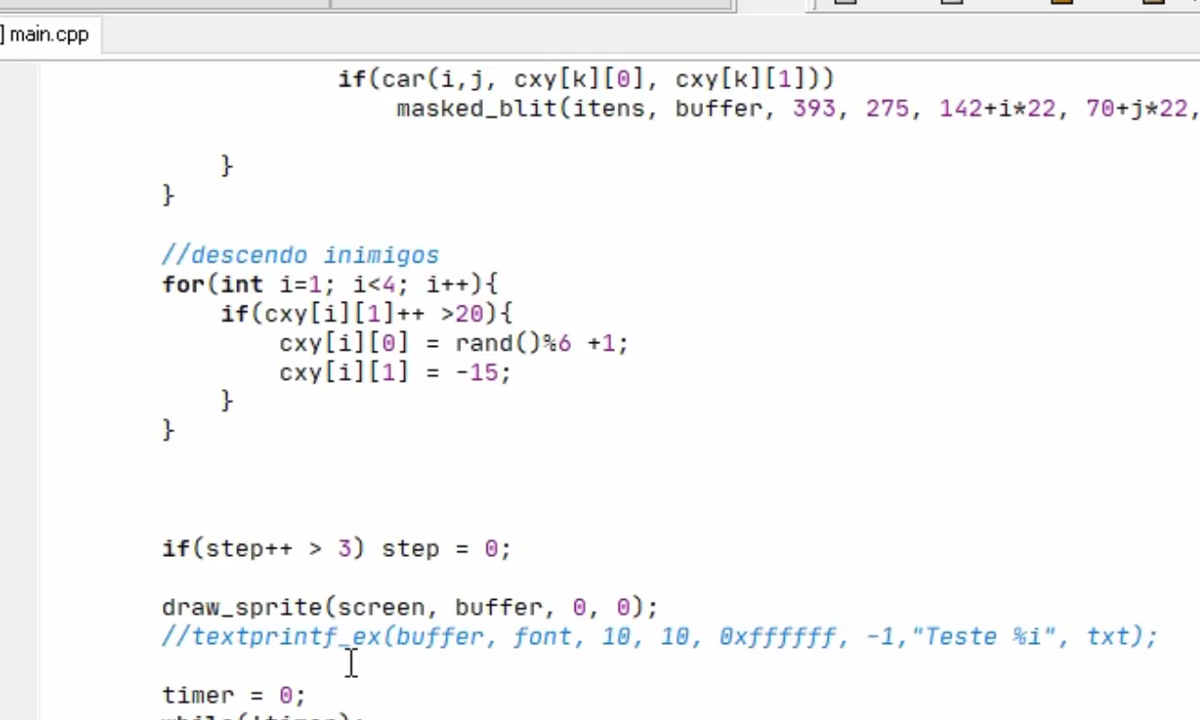 ] main.cpp
if(car(i,j, cxy[k][0], cxy[k][1]))
masked_blit(itens, buffer, 393, 275, 142+i*22, 70+j*22,
}
}
//descendo inimigos
for(int i=1; i<4; i++){
if(cxy[i][1]++ >20){
cxy[i][0] = rand()%6 +1;
cxy[i][1] = -15;
}
}
if(step++ > 3) step = 0;
draw_sprite(screen, buffer, 0, 0);
//textprintf_ex(buffer, font, 10, 10, 0xffffff, -1,"Teste %i", txt);
timer = 0;
while(!timer);